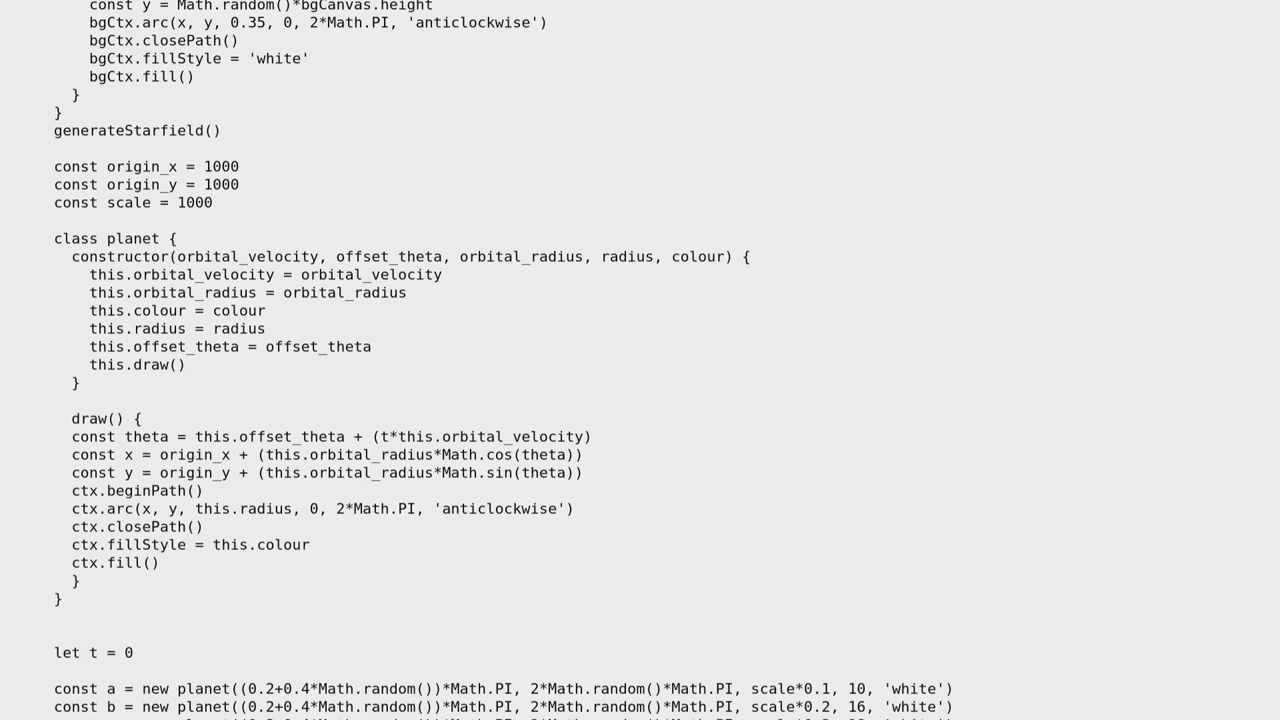 const y = Math.random()*bgCanvas.height
bgCtx.arc(x, y, 0.35, 0, 2*Math.PI, 'anticlockwise')
bgCtx.closePath()
bgCtx.fillStyle = 'white'
bgCtx.fill()
}
}
generateStarfield()
const origin_x = 1000
const origin_y = 1000
const scale = 1000
class planet {
constructor(orbital_velocity, offset_theta, orbital_radius, radius, colour) {
this.orbital_velocity = orbital_velocity
this.orbital_radius = orbital_radius
this.colour = colour
this.radius = radius
this.offset_theta = offset_theta
this.draw()
}
draw() {
const theta = this.offset_theta + (t*this.orbital_velocity)
const x = origin_x + (this.orbital_radius*Math.cos(theta))
const y = origin_y + (this.orbital_radius*Math.sin(theta))
ctx.beginPath()
ctx.arc(x, y, this.radius, 0, 2*Math.PI, 'anticlockwise')
ctx.closePath()
ctx.fillStyle = this.colour
ctx.fill()
}
}
let t = 0
const a = new planet((0.2+0.4*Math.random())*Math.PI, 2*Math.random()*Math.PI, scale*0.1, 10, 'white')
const b = new planet((0.2+0.4*Math.random())*Math.PI, 2*Math.random()*Math.PI, scale*0.2, 16, 'white')